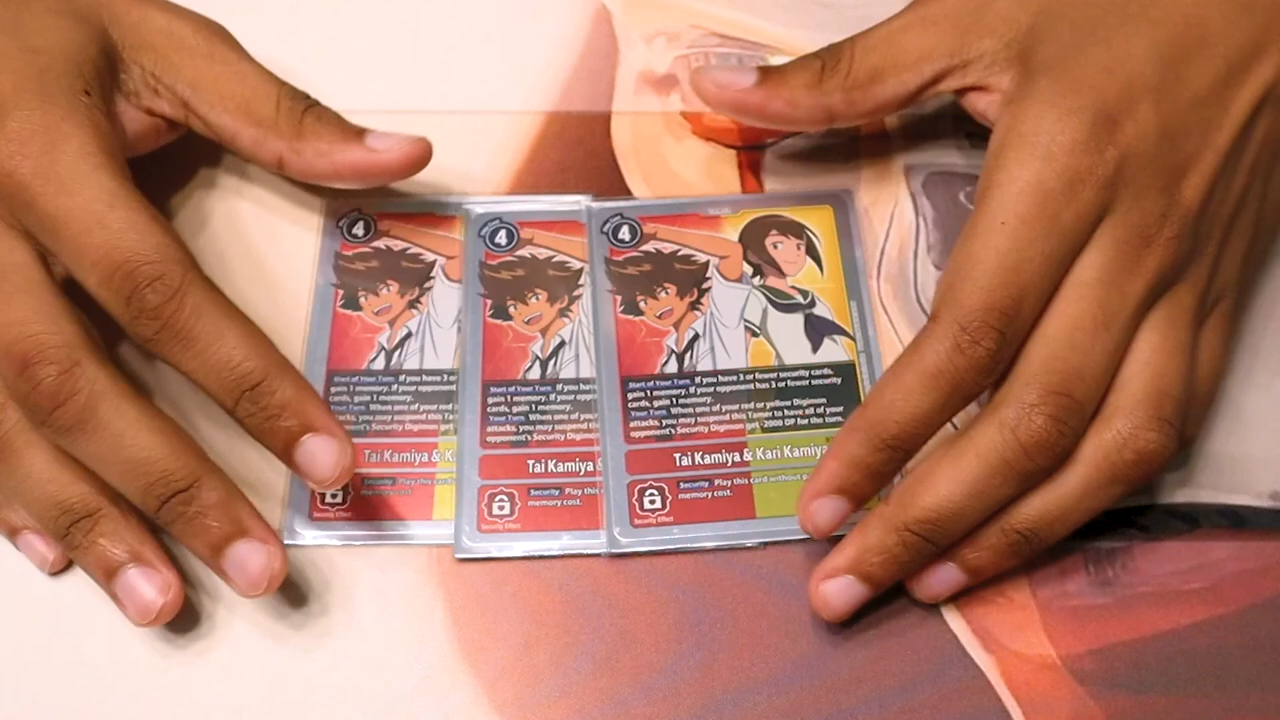 4
Start of Your Turn If you have 3 or
gain 1 memory. If your opponent
cards, gain 1 memory.
Your Turn When one of your red
attacks, you may suspend this
opponent's Security Digimon
Tai Kamiya & K
Play this card
memory cost.
4
Start of Your Turn If you have
gain 1 memory. If your oppo
cards, gain 1 memory.
Your Turn When one of your
attacks, you may suspend the
opponent's Security Digimon
Tai Kamiya &
Security Play this
memory cost.
Security Effect
4
Start of Your Turn If you have 3 or fewer security cards,
gain 1 memory. If your opponent has 3 or fewer security
cards, gain 1 memory.
Your Turn When one of your red or yellow Digimon
attacks, you may suspend this Tamer to have all of your
opponent's Security Digimon get -2000 DP for the turn.
Tai Kamiya & Kari Kamiya
Security Play this card without p
memory cost.
Security Effect